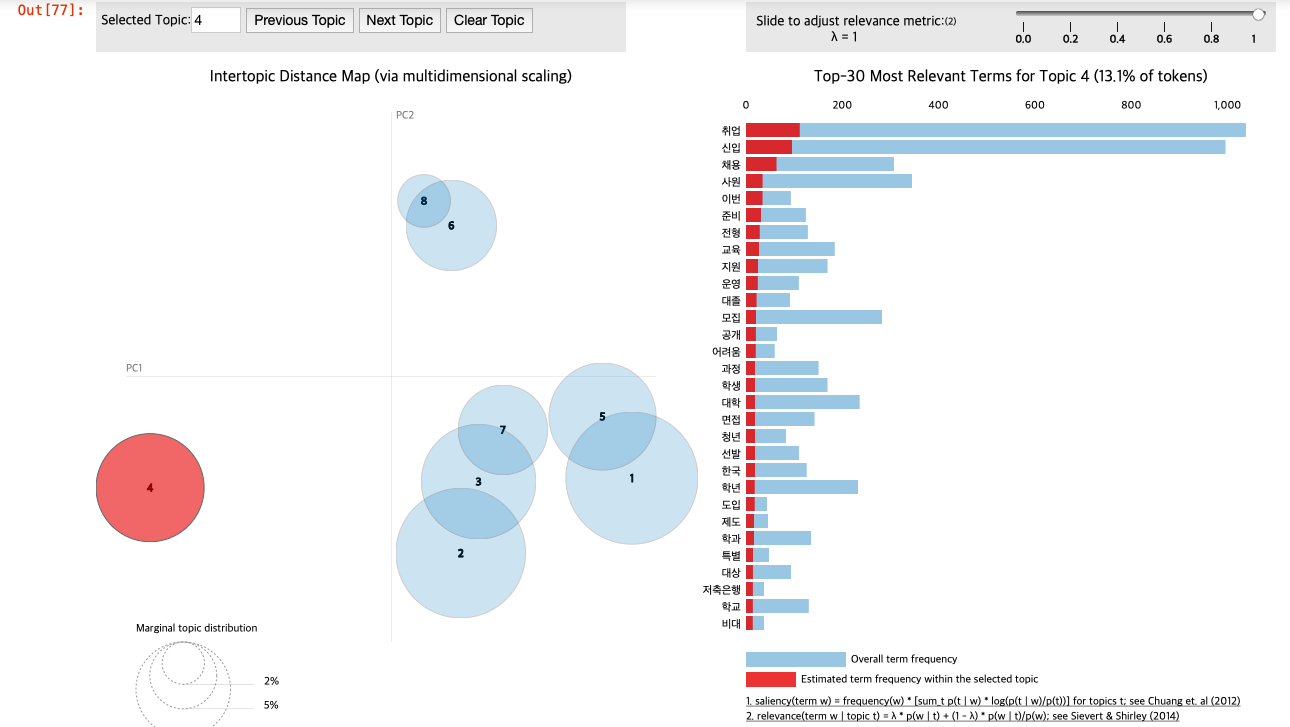 Out[77]:
Selected Topic: 4 Previous Topic Next Topic Clear Topic
Slide to adjust relevance metric:(2)
λ = 1
0.0 0.2 0.4 0.6 0.8 1
Intertopic Distance Map (via multidimensional scaling)
PC2
PC1
8
6
5
7
1
3
4
2
Marginal topic distribution
2%
5%
Top-30 Most Relevant Terms for Topic 4 (13.1% of tokens)
0 200 400 600 800 1,000
취업
신입
채용
사원
이번
준비
전형
교육
지원
운영
대졸
모집
공개
어려움
과정
학생
대학
면접
청년
선발
한국
학년
도입
제도
학과
특별
대상
저축은행
학교
비대
Overall term frequency
Estimated term frequency within the selected topic
1. saliency(term w) = frequency(w) * [sum_t p(t | w) * log(p(t | w)/p(t))] for topics t; see Chuang et. al (2012)
2. relevance(term w | topic t) = λ * p(w | t) + (1 - λ) * p(w | t)/p(w); see Sievert & Shirley (2014)